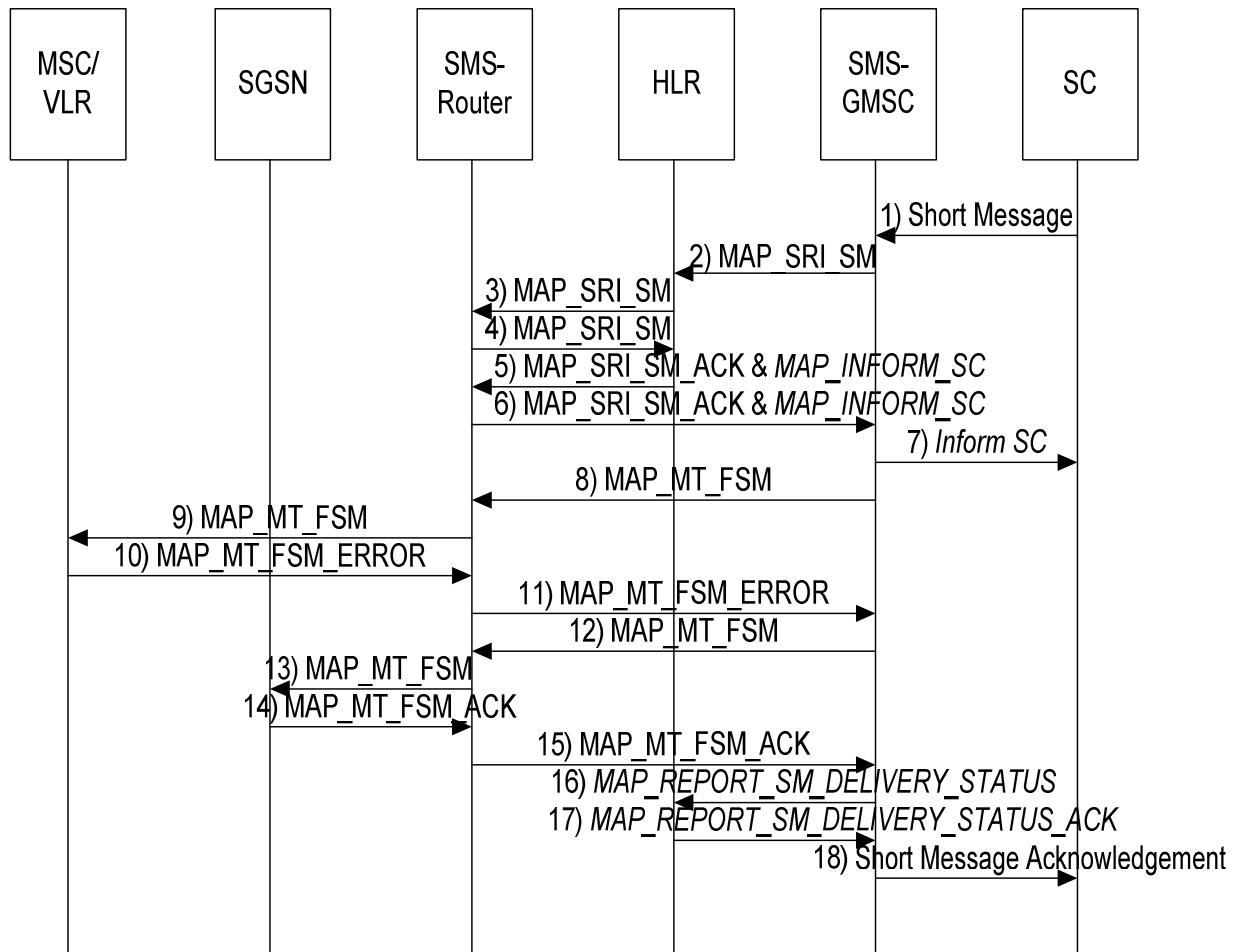 MSC/
VLR
SGSN
SMS-
Router
HLR
SMS-
GMSC
SC
1) Short Message
2) MAP_SRI_SM
3) MAP_SRI_SM
4) MAP_SRI_SM
5) MAP_SRI_SM_ACK & MAP_INFORM_SC
6) MAP_SRI_SM_ACK & MAP_INFORM_SC
7) Inform SC
8) MAP_MT_FSM
9) MAP_MT_FSM
10) MAP_MT_FSM_ERROR
11) MAP_MT_FSM_ERROR
12) MAP_MT_FSM
13) MAP_MT_FSM
14) MAP_MT_FSM_ACK
15) MAP_MT_FSM_ACK
16) MAP_REPORT_SM_DELIVERY_STATUS
17) MAP_REPORT_SM_DELIVERY_STATUS_ACK
18) Short Message Acknowledgement